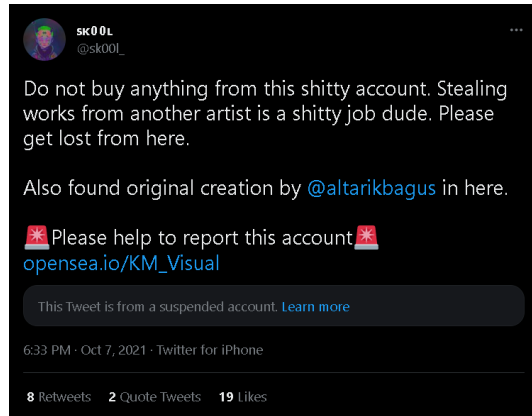 sᴋ00ʟ
@sk00l_
Do not buy anything from this shitty account. Stealing
works from another artist is a shitty job dude. Please
get lost from here.
Also found original creation by @altarikbagus in here.
🚨Please help to report this account🚨
opensea.io/KM_Visual
This Tweet is from a suspended account. Learn more
6:33 PM · Oct 7, 2021 · Twitter for iPhone
8 Retweets 2 Quote Tweets 19 Likes